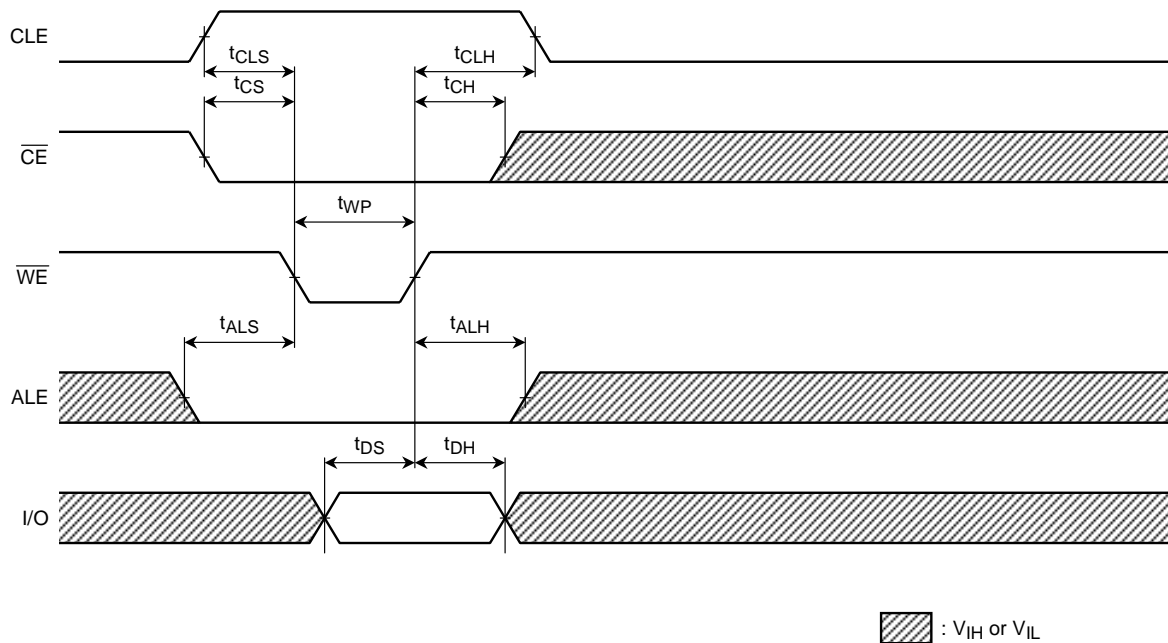 CLE
tCLS
tCLH
tCS
tCH
CE
tWP
WE
tALS
tALH
ALE
tDS
tDH
I/O
: VIH or VIL